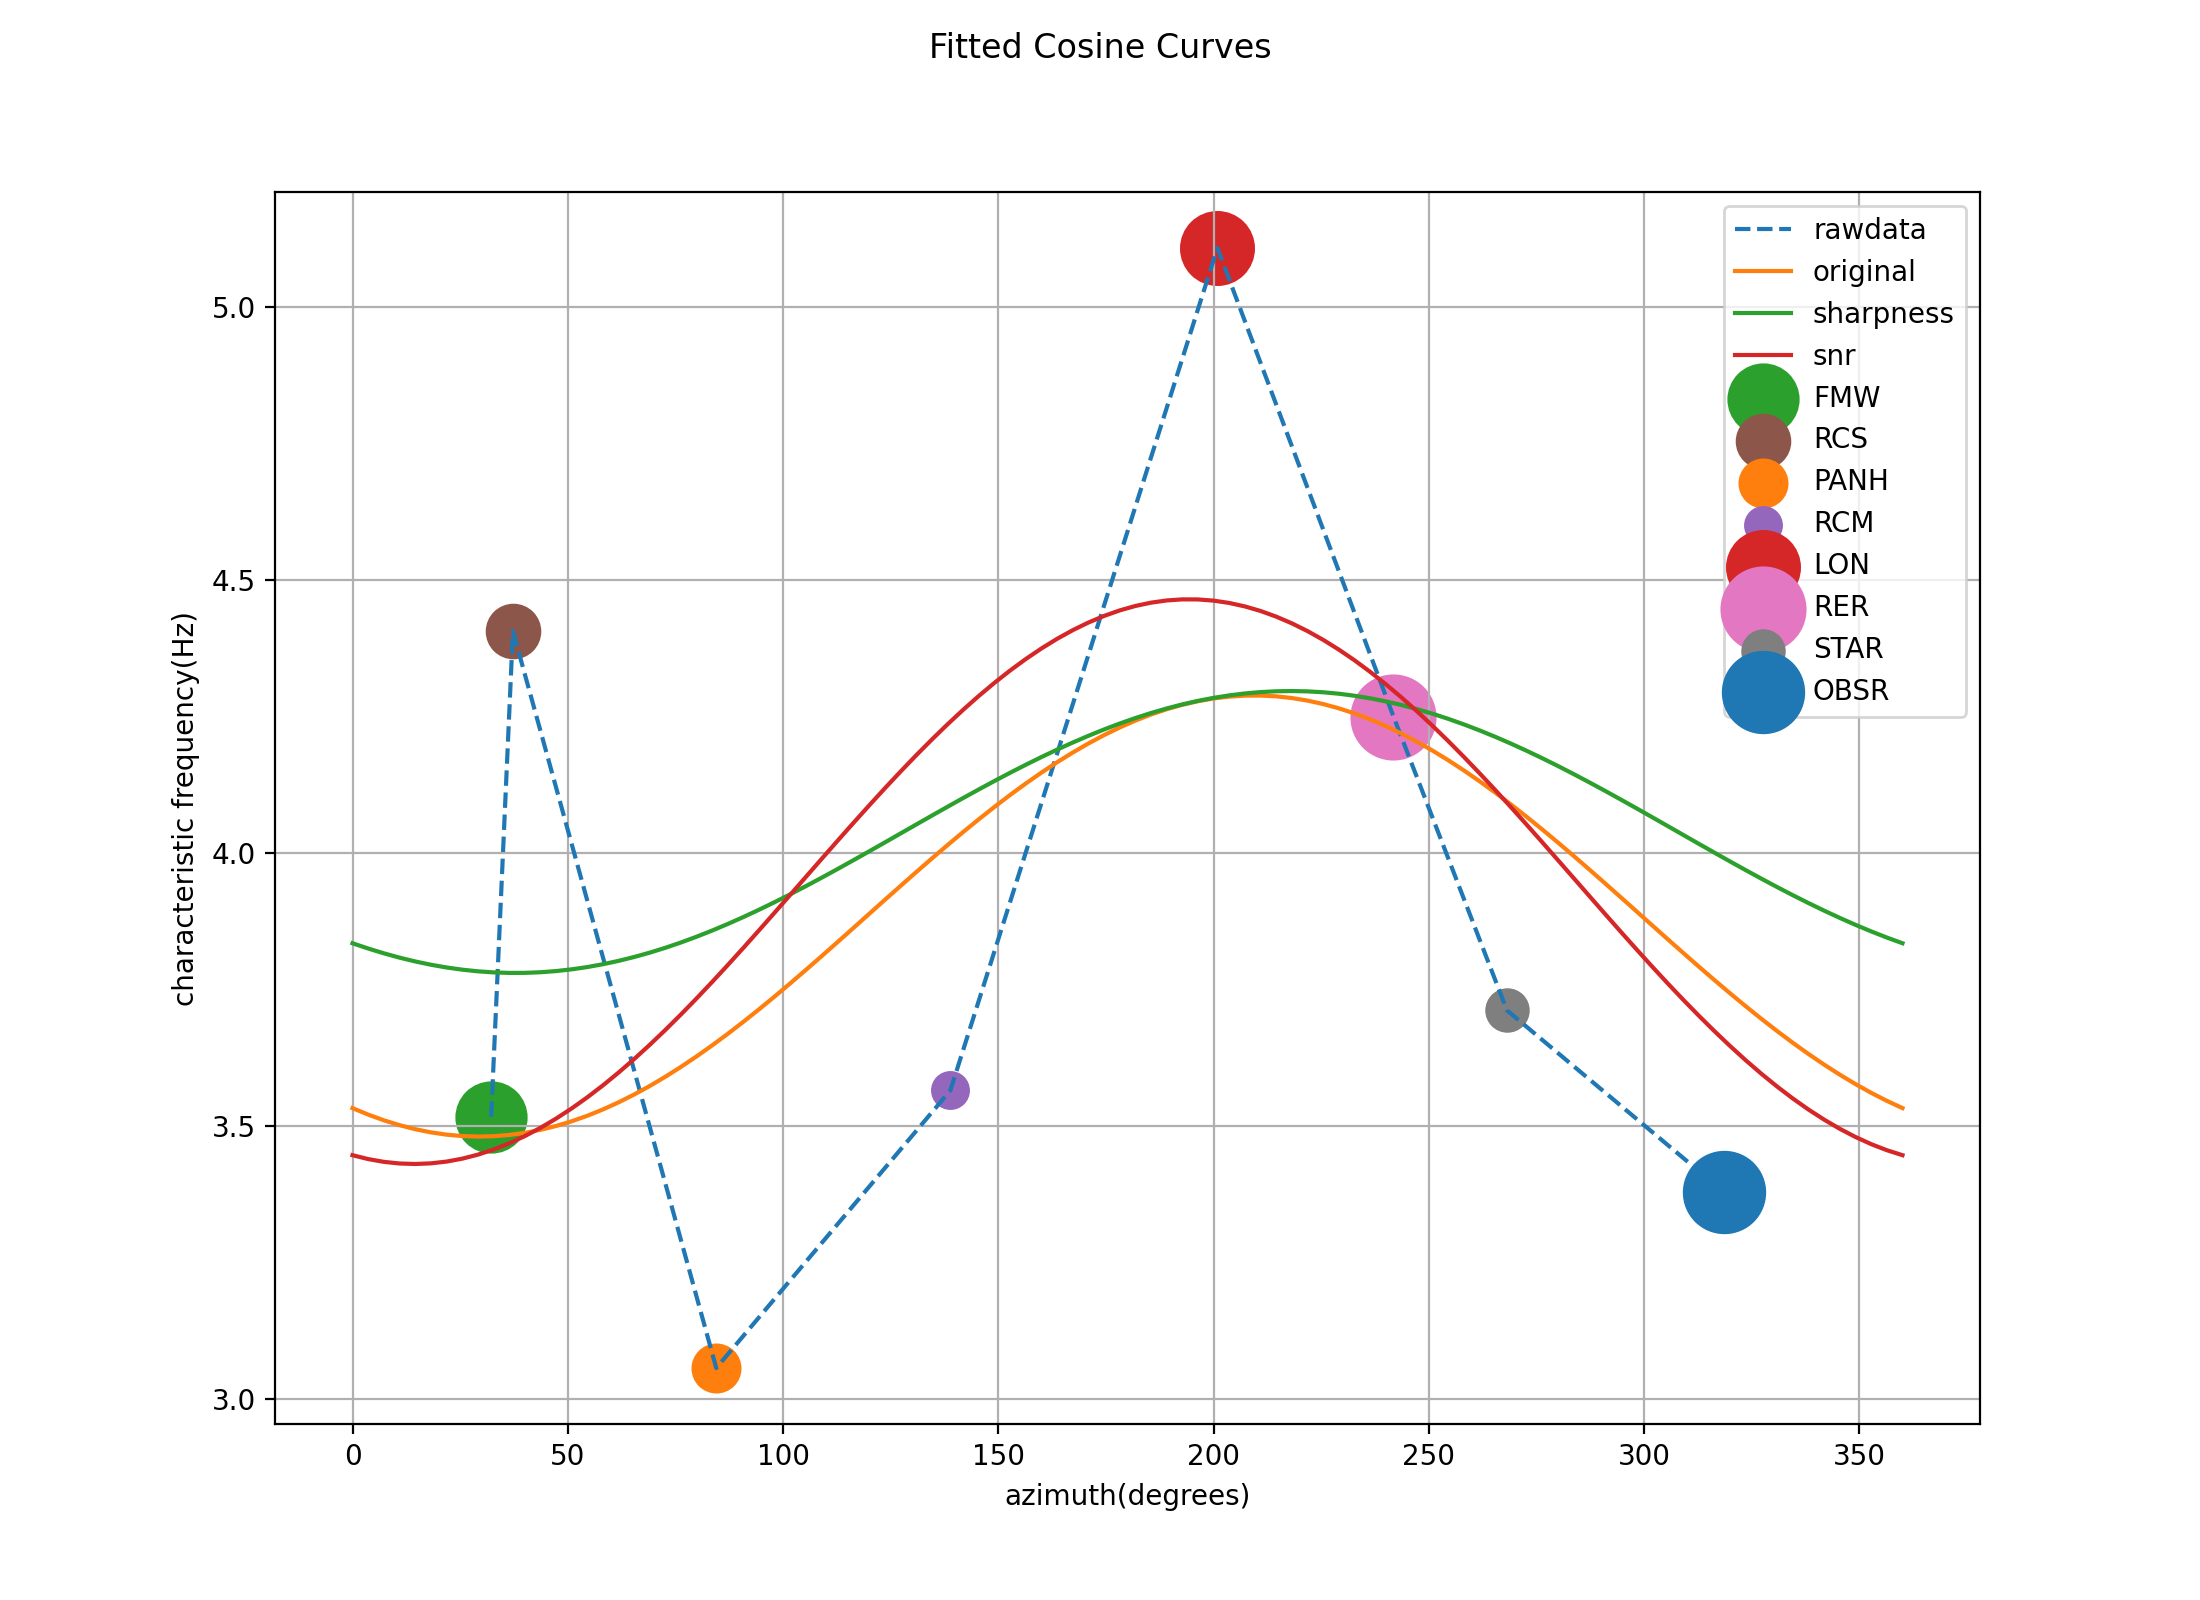 Fitted Cosine Curves
rawdata
original
sharpness
snr
FMW
RCS
PANH
RCM
LON
RER
STAR
OBSR
characteristic frequency(Hz)
5.0
4.5
4.0
3.5
3.0
0 50 100 150 200 250 300 350
azimuth(degrees)